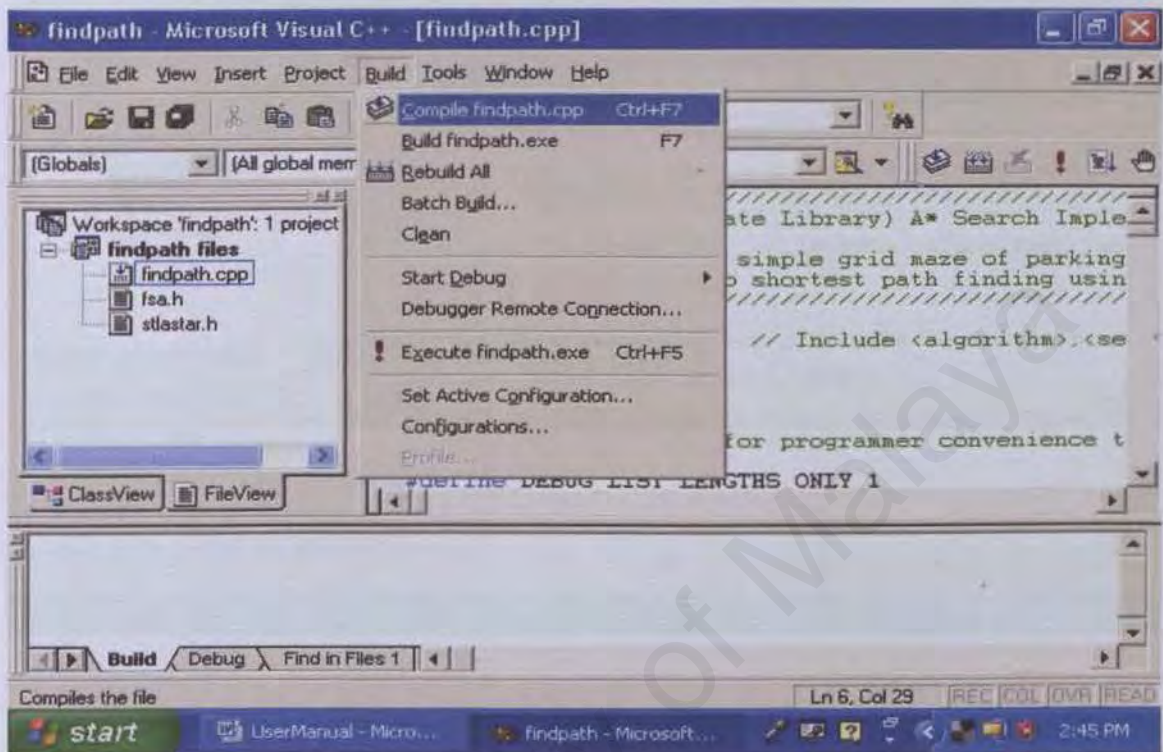 findpath - Microsoft Visual C++ - [findpath.cpp]
File Edit View Insert Project Build Tools Window Help
Compile findpath.cpp Ctrl+F7
Build findpath.exe F7
Rebuild All
Batch Build...
Clean
Start Debug
Debugger Remote Connection...
Execute findpath.exe Ctrl+F5
Set Active Configuration...
Configurations...
Profile...
(Globals) (All global mem
Workspace 'findpath': 1 project
findpath files
findpath.cpp
fsa.h
stlastar.h
ClassView FileView
////////////////////////////
ate Library) A* Search Imple
simple grid maze of parking
o shortest path finding usin
////////////////////////////
// Include <algorithm>,<se
for programmer convenience t
#define DEBUG LIST LENGTHS ONLY 1
Build Debug Find in Files 1
Compiles the file Ln 6, Col 29 REC COL OVR READ
start UserManual - Micro... findpath - Microsoft... 2:45 PM
of Malaya